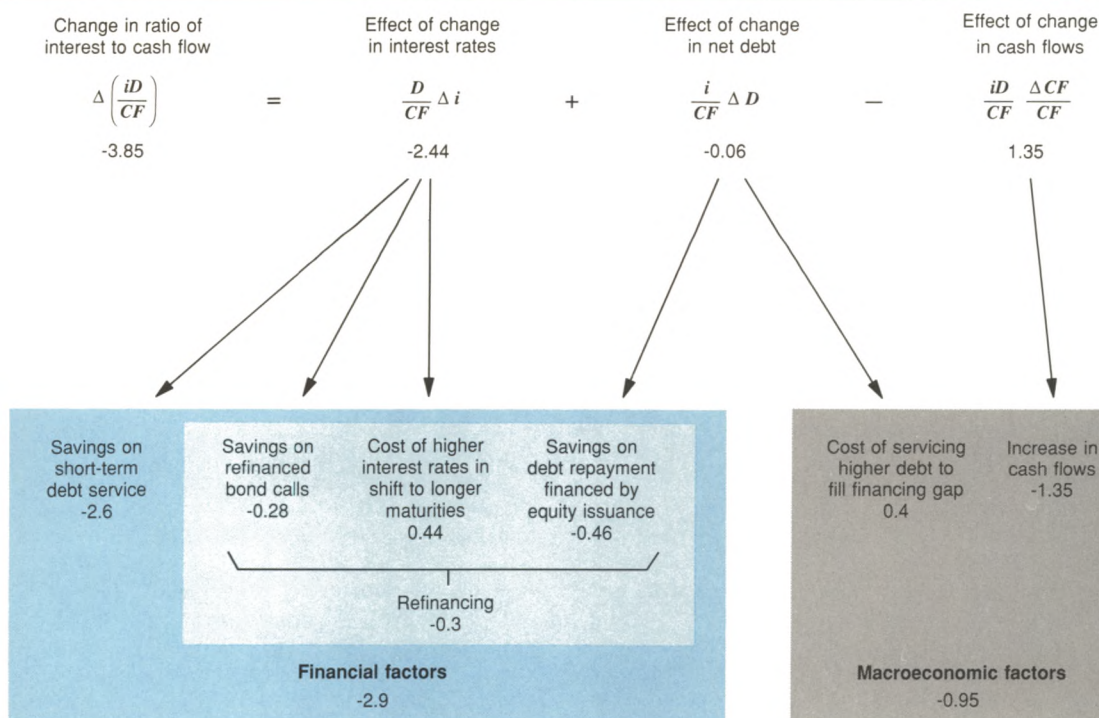 Change in ratio of
interest to cash flow
Effect of change
in interest rates
Effect of change
in net debt
Effect of change
in cash flows
Δ (iD/CF) = D/CF Δ i + i/CF Δ D — iD/CF ΔCF/CF
-3.85 -2.44 -0.06 1.35
Savings on
short-term
debt service
-2.6
Savings on
refinanced
bond calls
-0.28
Cost of higher
interest rates in
shift to longer
maturities
0.44
Savings on
debt repayment
financed by
equity issuance
-0.46
Refinancing
-0.3
Financial factors
-2.9
Cost of servicing
higher debt to
fill financing gap
0.4
Increase in
cash flows
-1.35
Macroeconomic factors
-0.95